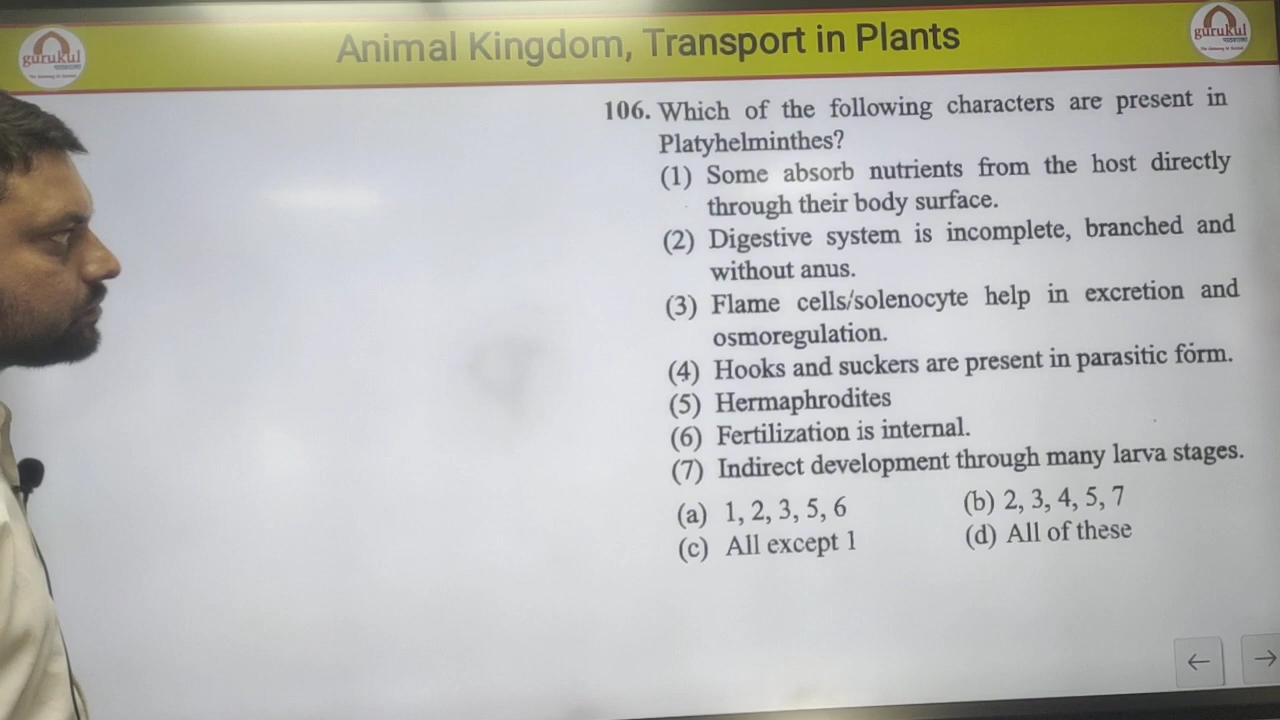 gurukul
Animal Kingdom, Transport in Plants
gurukul
106. Which of the following characters are present in
Platyhelminthes?
(1) Some absorb nutrients from the host directly
through their body surface.
(2) Digestive system is incomplete, branched and
without anus.
(3) Flame cells/solenocyte help in excretion and
osmoregulation.
(4) Hooks and suckers are present in parasitic form.
(5) Hermaphrodites
(6) Fertilization is internal.
(7) Indirect development through many larva stages.
(a) 1, 2, 3, 5, 6 (b) 2, 3, 4, 5, 7
(c) All except 1 (d) All of these